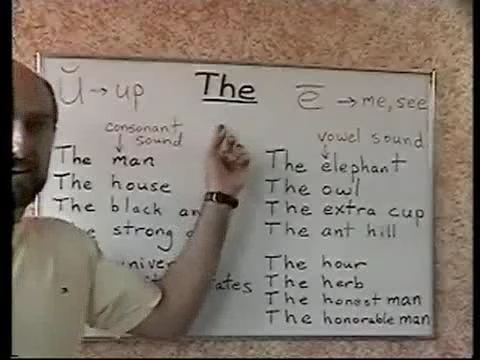 ŭ → up
The
ē → me, see
consonant
sound
The man
The house
The black
strong
vowel sound
The elephant
The owl
The extra cup
The ant hill
The hour
The herb
The honest man
The honorable man